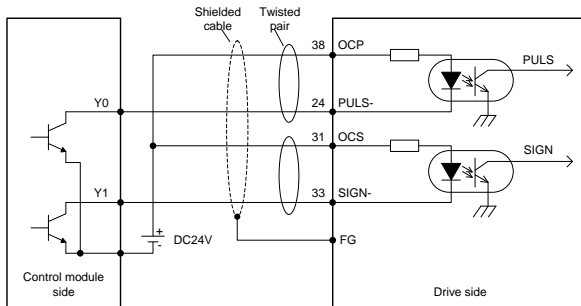 Shielded
cable
Twisted
pair
38 OCP
PULS
Y0
24 PULS-
31 OCS
SIGN
Y1
33 SIGN-
+
-
DC24V
FG
Control module
side
Drive side